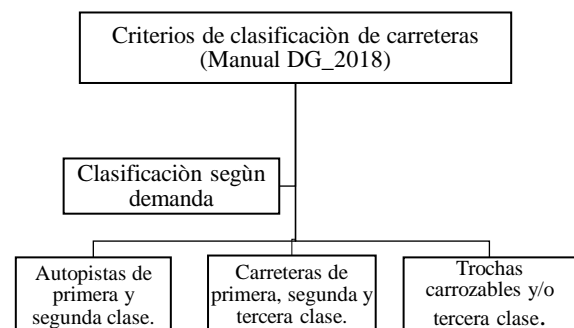 Criterios de clasificaciòn de carreteras
(Manual DG_2018)
Clasificaciòn segùn
demanda
Autopistas de
primera y
segunda clase.
Carreteras de
primera, segunda y
tercera clase.
Trochas
carrozables y/o
tercera clase.